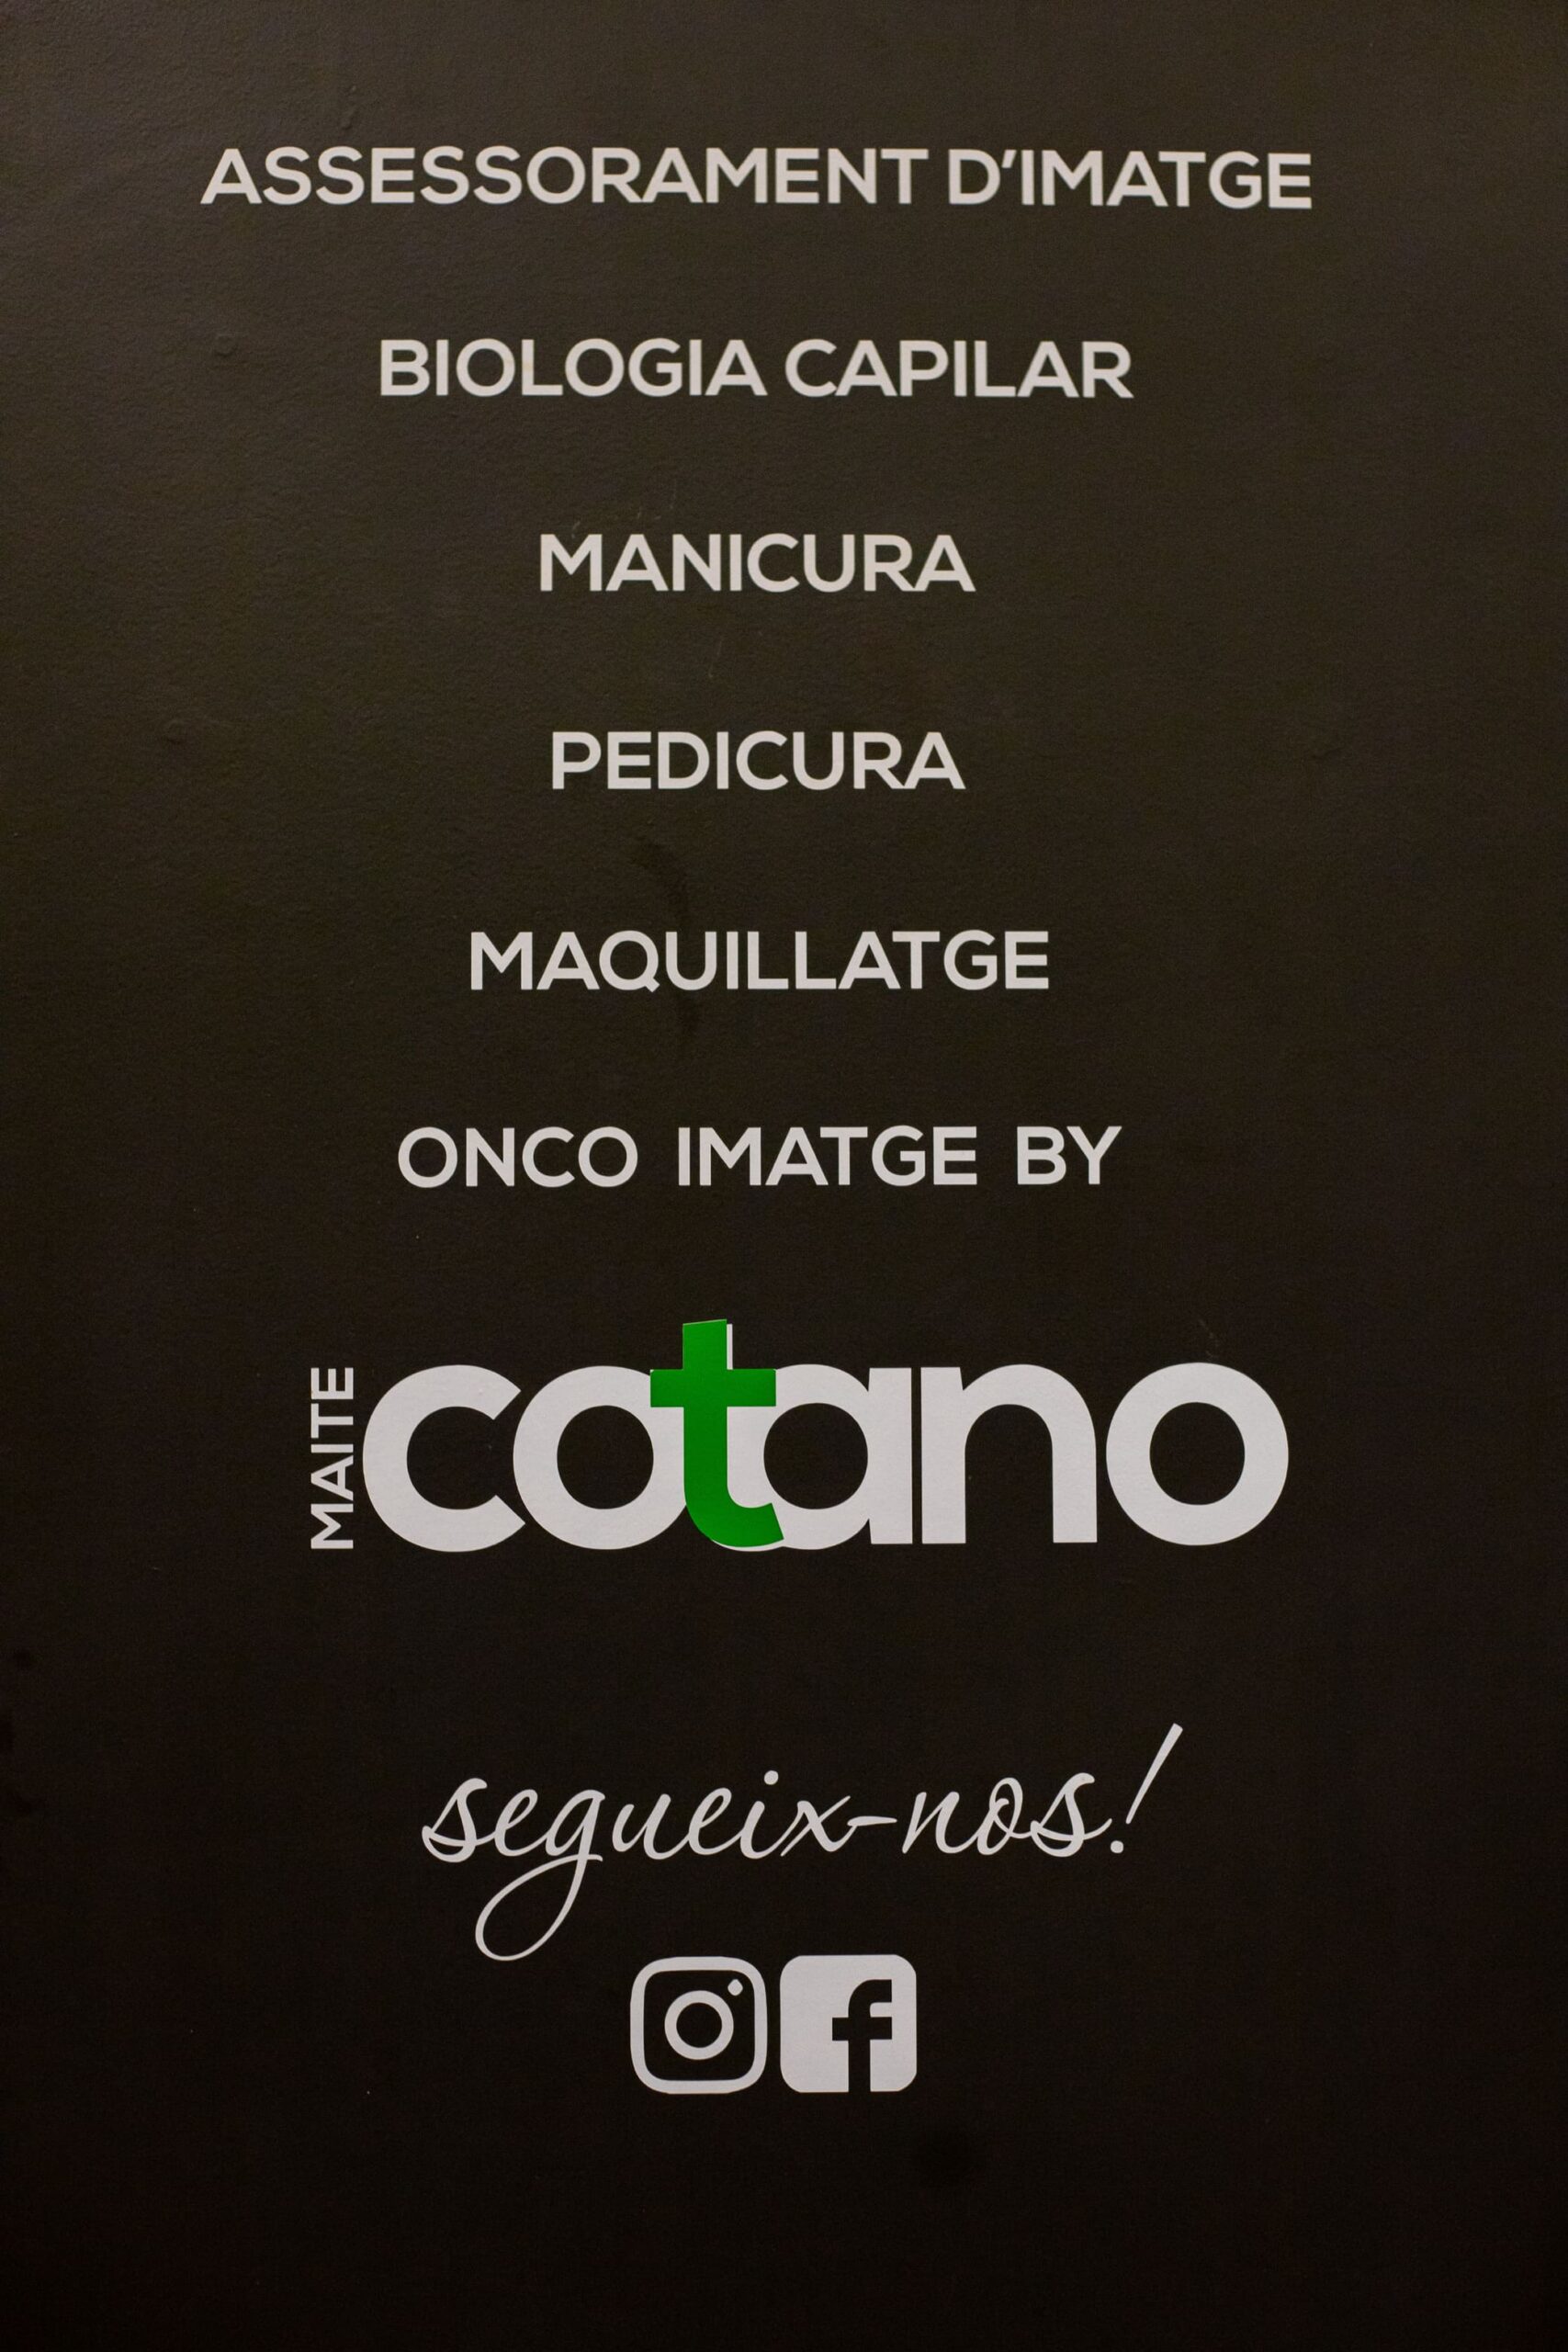 ASSESSORAMENT D'IMATGE
BIOLOGIA CAPILAR
MANICURA
PEDICURA
MAQUILLATGE
ONCO IMATGE BY
MAITE cotano
segueix-nos!